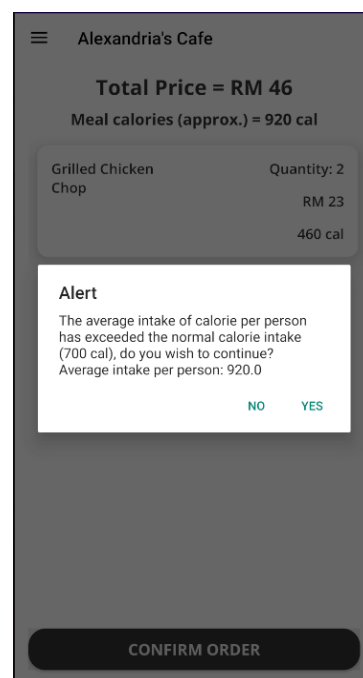 Alexandria's Cafe
Total Price = RM 46
Meal calories (approx.) = 920 cal
Grilled Chicken
Chop
Quantity: 2
RM 23
460 cal
Alert
The average intake of calorie per person
has exceeded the normal calorie intake
(700 cal), do you wish to continue?
Average intake per person: 920.0
NO YES
CONFIRM ORDER